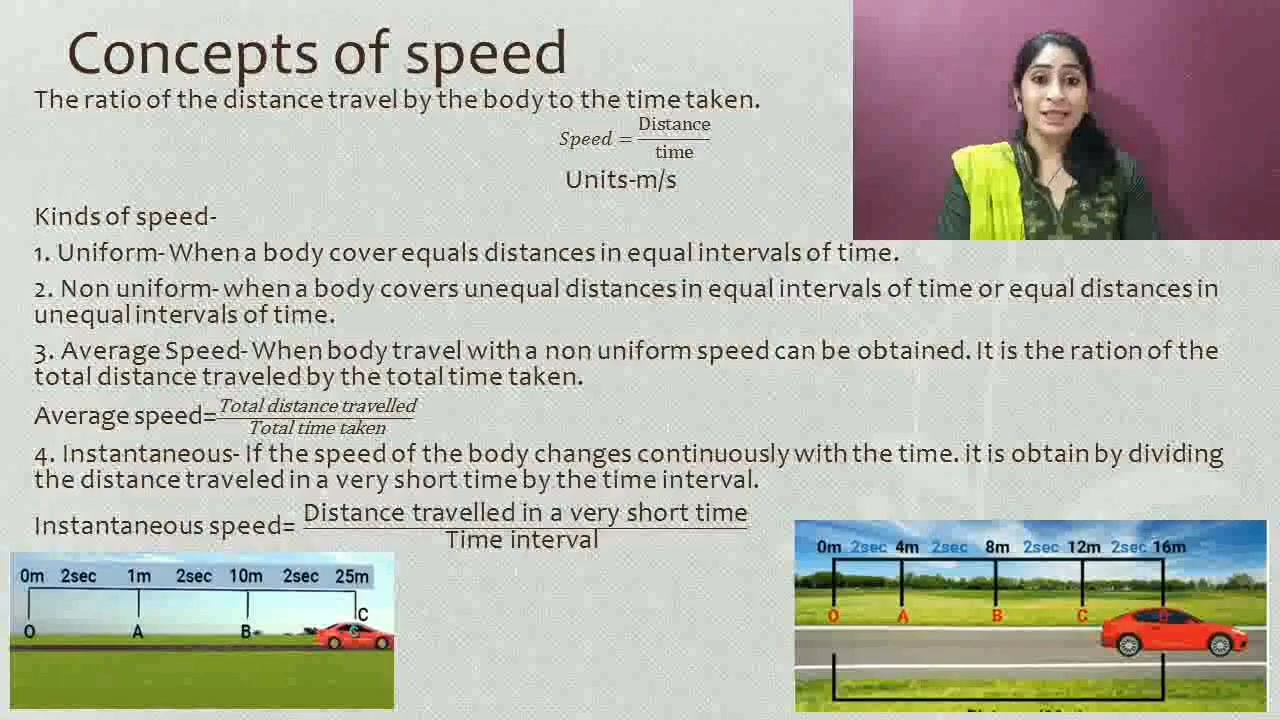 Concepts of speed
The ratio of the distance travel by the body to the time taken.
Speed = Distance
time
Units-m/s
Kinds of speed-
1. Uniform- When a body cover equals distances in equal intervals of time.
2. Non uniform- when a body covers unequal distances in equal intervals of time or equal distances in
unequal intervals of time.
3. Average Speed- When body travel with a non uniform speed can be obtained. It is the ration of the
total distance traveled by the total time taken.
Average speed= Total distance travelled
Total time taken
4. Instantaneous- If the speed of the body changes continuously with the time. it is obtain by dividing
the distance traveled in a very short time by the time interval.
Instantaneous speed= Distance travelled in a very short time
Time interval
0m 2sec 1m 2sec 10m 2sec 25m
O A B C
0m 2sec 4m 2sec 8m 2sec 12m 2sec 16m
O A B C